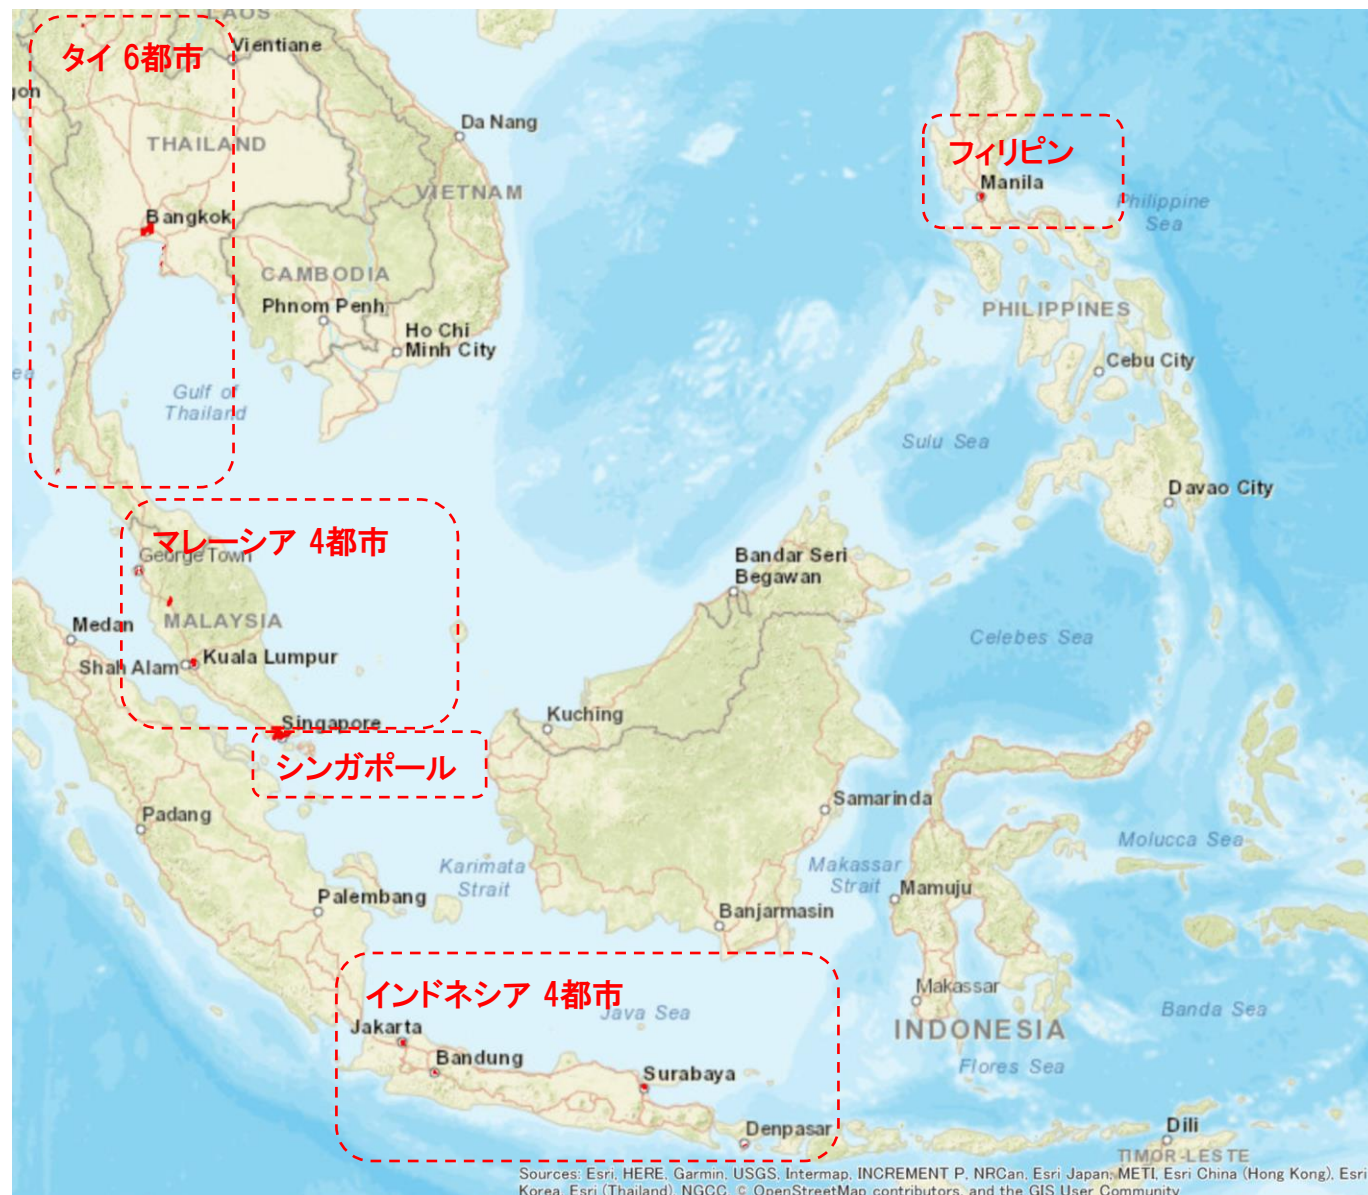 LAOS
Vientiane
タイ 6都市
gon
Da Nang
THAILAND
VIETNAM
フィリピン
Manila
Philippine
Sea
Bangkok
CAMBODIA
Phnom Penh
Ho Chi
Minh City
PHILIPPINES
Cebu City
ea
Gulf of
Thailand
Sulu Sea
Davao City
マレーシア 4都市
George Town
Bandar Seri
Begawan
Medan
MALAYSIA
Celebes Sea
Shah Alam
Kuala Lumpur
Singapore
Kuching
シンガポール
Padang
Samarinda
Molucca Sea
Karimata
Strait
Makassar
Strait
Mamuju
Palembang
Banjarmasin
インドネシア 4都市
Makassar
Java Sea
Banda Sea
Jakarta
INDONESIA
Bandung
Surabaya
Flores Sea
Denpasar
Dili
TIMOR-LESTE
Sources: Esri, HERE, Garmin, USGS, Intermap, INCREMENT P, NRCan, Esri Japan, METI, Esri China (Hong Kong), Esri
Korea, Esri (Thailand), NGCC, © OpenStreetMap contributors, and the GIS User Community